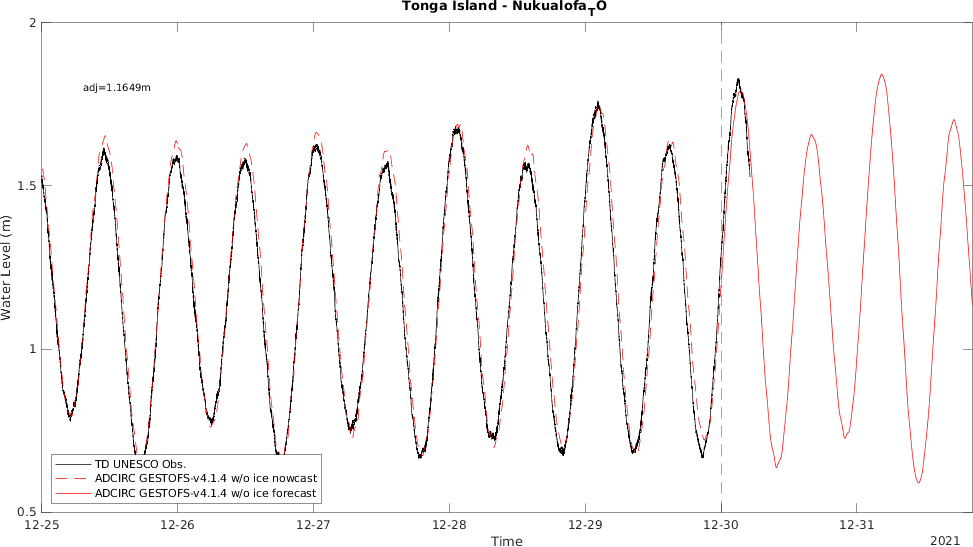 Tonga Island - NukualofaTO
adj=1.1649m
Water Level (m)
2
1.5
1
0.5
TD UNESCO Obs.
ADCIRC GESTOFS-v4.1.4 w/o ice nowcast
ADCIRC GESTOFS-v4.1.4 w/o ice forecast
12-25 12-26 12-27 12-28 12-29 12-30 12-31
Time
2021